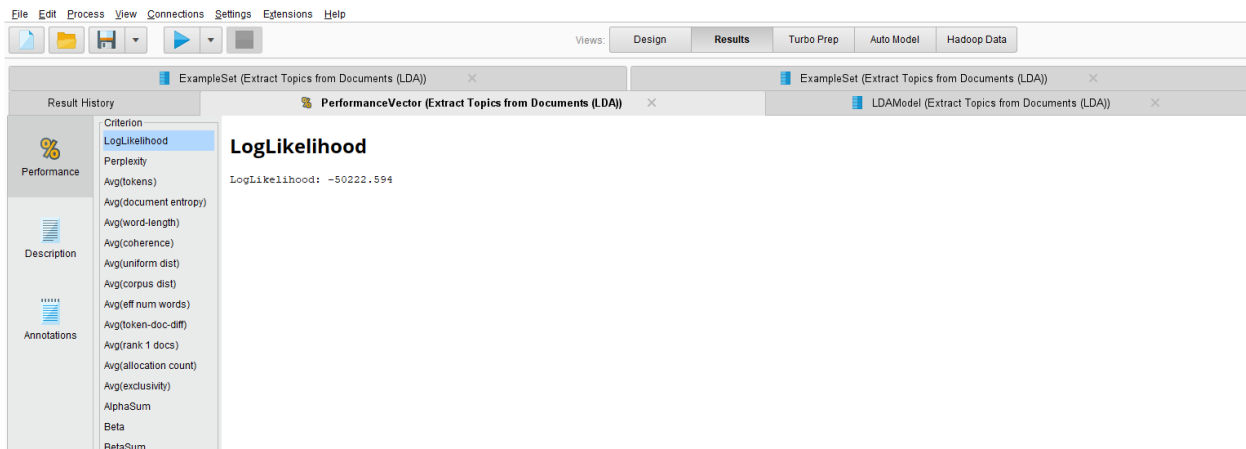 File Edit Process View Connections Settings Extensions Help
Views: Design Results Turbo Prep Auto Model Hadoop Data
ExampleSet (Extract Topics from Documents (LDA)) ExampleSet (Extract Topics from Documents (LDA))
Result History PerformanceVector (Extract Topics from Documents (LDA)) LDAModel (Extract Topics from Documents (LDA))
%
Performance
Description
Annotations
Criterion
LogLikelihood
Perplexity
Avg(tokens)
Avg(document entropy)
Avg(word-length)
Avg(coherence)
Avg(uniform dist)
Avg(corpus dist)
Avg(eff num words)
Avg(token-doc-diff)
Avg(rank 1 docs)
Avg(allocation count)
Avg(exclusivity)
AlphaSum
Beta
BetaSum
LogLikelihood
LogLikelihood: -50222.594